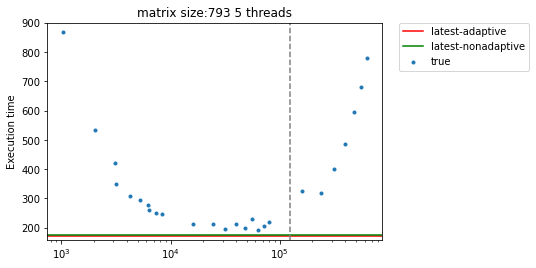 matrix size:793 5 threads
900
800
700
600
500
400
300
200
Execution time
10³
10⁴
10⁵
latest-adaptive
latest-nonadaptive
true